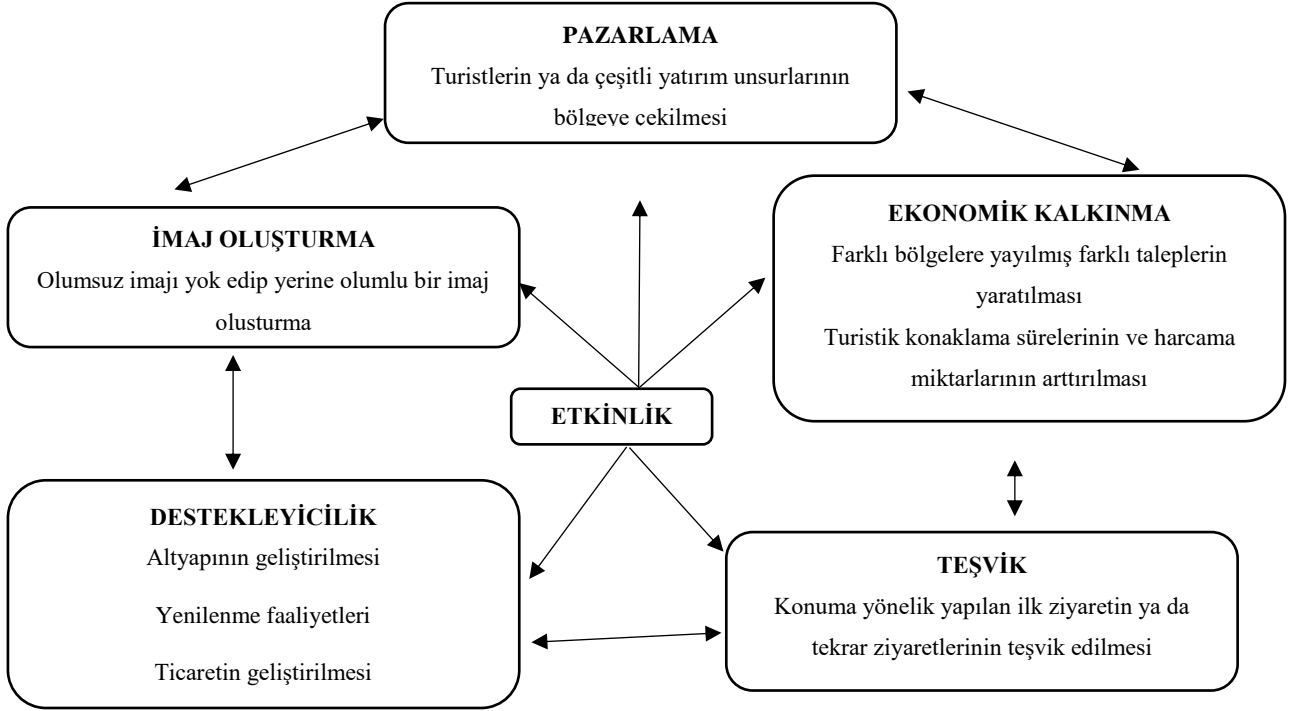 PAZARLAMA
Turistlerin ya da çeşitli yatırım unsurlarının
bölgeye çekilmesi
İMAJ OLUŞTURMA
Olumsuz imajı yok edip yerine olumlu bir imaj
oluşturma
EKONOMİK KALKINMA
Farklı bölgelere yayılmış farklı taleplerin
yaratılması
Turistik konaklama sürelerinin ve harcama
miktarlarının arttırılması
ETKİNLİK
DESTEKLEYİCİLİK
Altyapının geliştirilmesi
Yenilenme faaliyetleri
Ticaretin geliştirilmesi
TEŞVİK
Konuma yönelik yapılan ilk ziyaretin ya da
tekrar ziyaretlerinin teşvik edilmesi